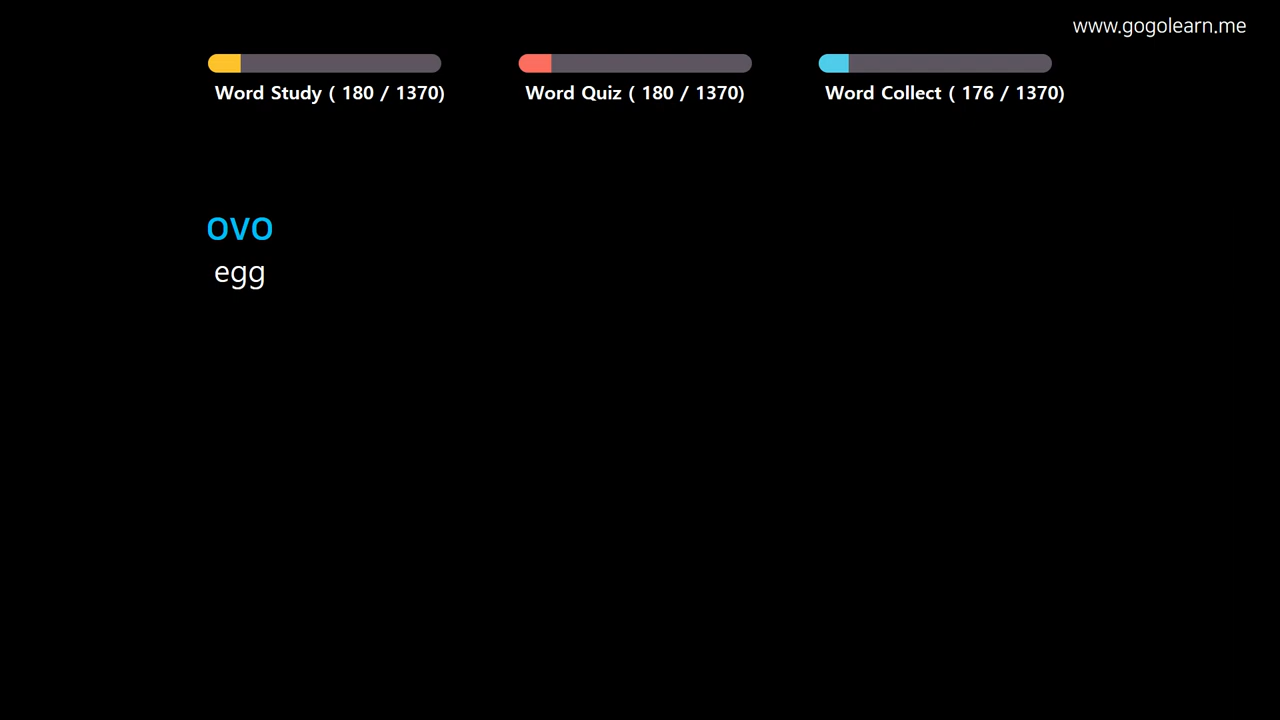 www.gogolearn.me
Word Study ( 180 / 1370)
Word Quiz ( 180 / 1370)
Word Collect ( 176 / 1370)
ovo
egg